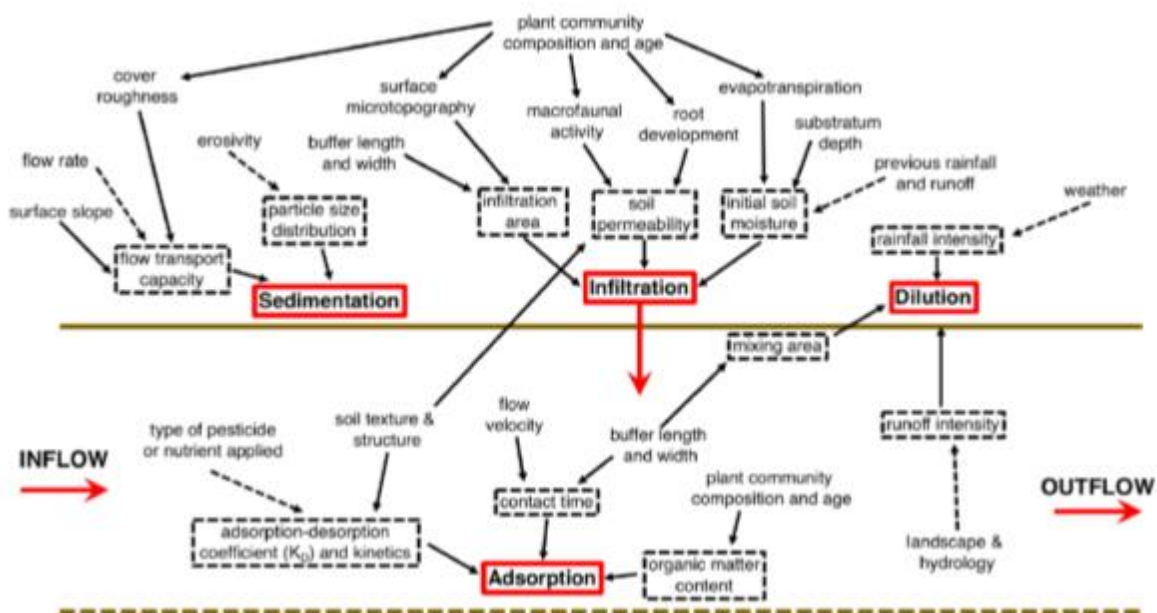 plant community
composition and age
cover
roughness
surface
microtopography
macrofaunal
activity
root
development
evapotranspiration
substratum
depth
erosivity
buffer length
and width
flow rate
previous rainfall
and runoff
weather
surface slope
particle size
distribution
infiltration
area
soil
permeability
initial soil
moisture
rainfall intensity
flow transport
capacity
Sedimentation
Infiltration
Dilution
mixing area
type of pesticide
or nutrient applied
soil texture &
structure
flow
velocity
buffer length
and width
runoff intensity
INFLOW
plant community
composition and age
OUTFLOW
contact time
adsorption-desorption
coefficient (KD) and kinetics
Adsorption
organic matter
content
landscape &
hydrology